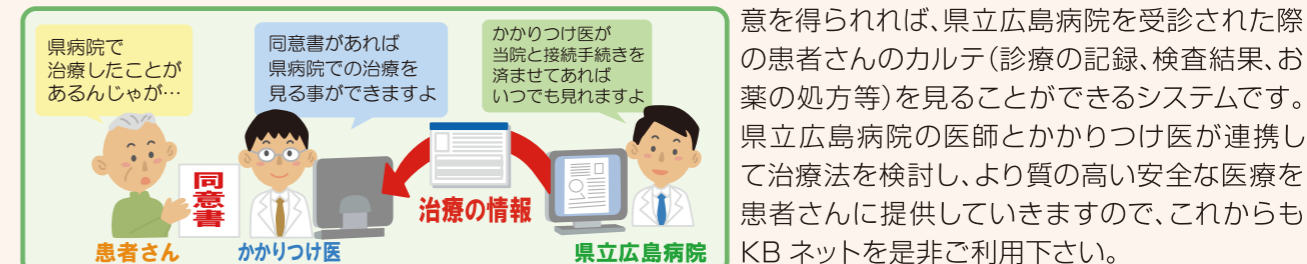 県病院で
治療したことが
あるんじゃが…
同意書があれば
県病院での治療を
見る事ができますよ
かかりつけ医が
当院と接続手続きを
済ませてあれば
いつでも見れますよ
同意書
治療の情報
患者さん
かかりつけ医
県立広島病院
意を得られれば、県立広島病院を受診された際
の患者さんのカルテ（診療の記録、検査結果、お
薬の処方等）を見ることができるシステムです。
県立広島病院の医師とかかりつけ医が連携し
て治療法を検討し、より質の高い安全な医療を
患者さんに提供していきますので、これからも
KB ネットを是非ご利用下さい。